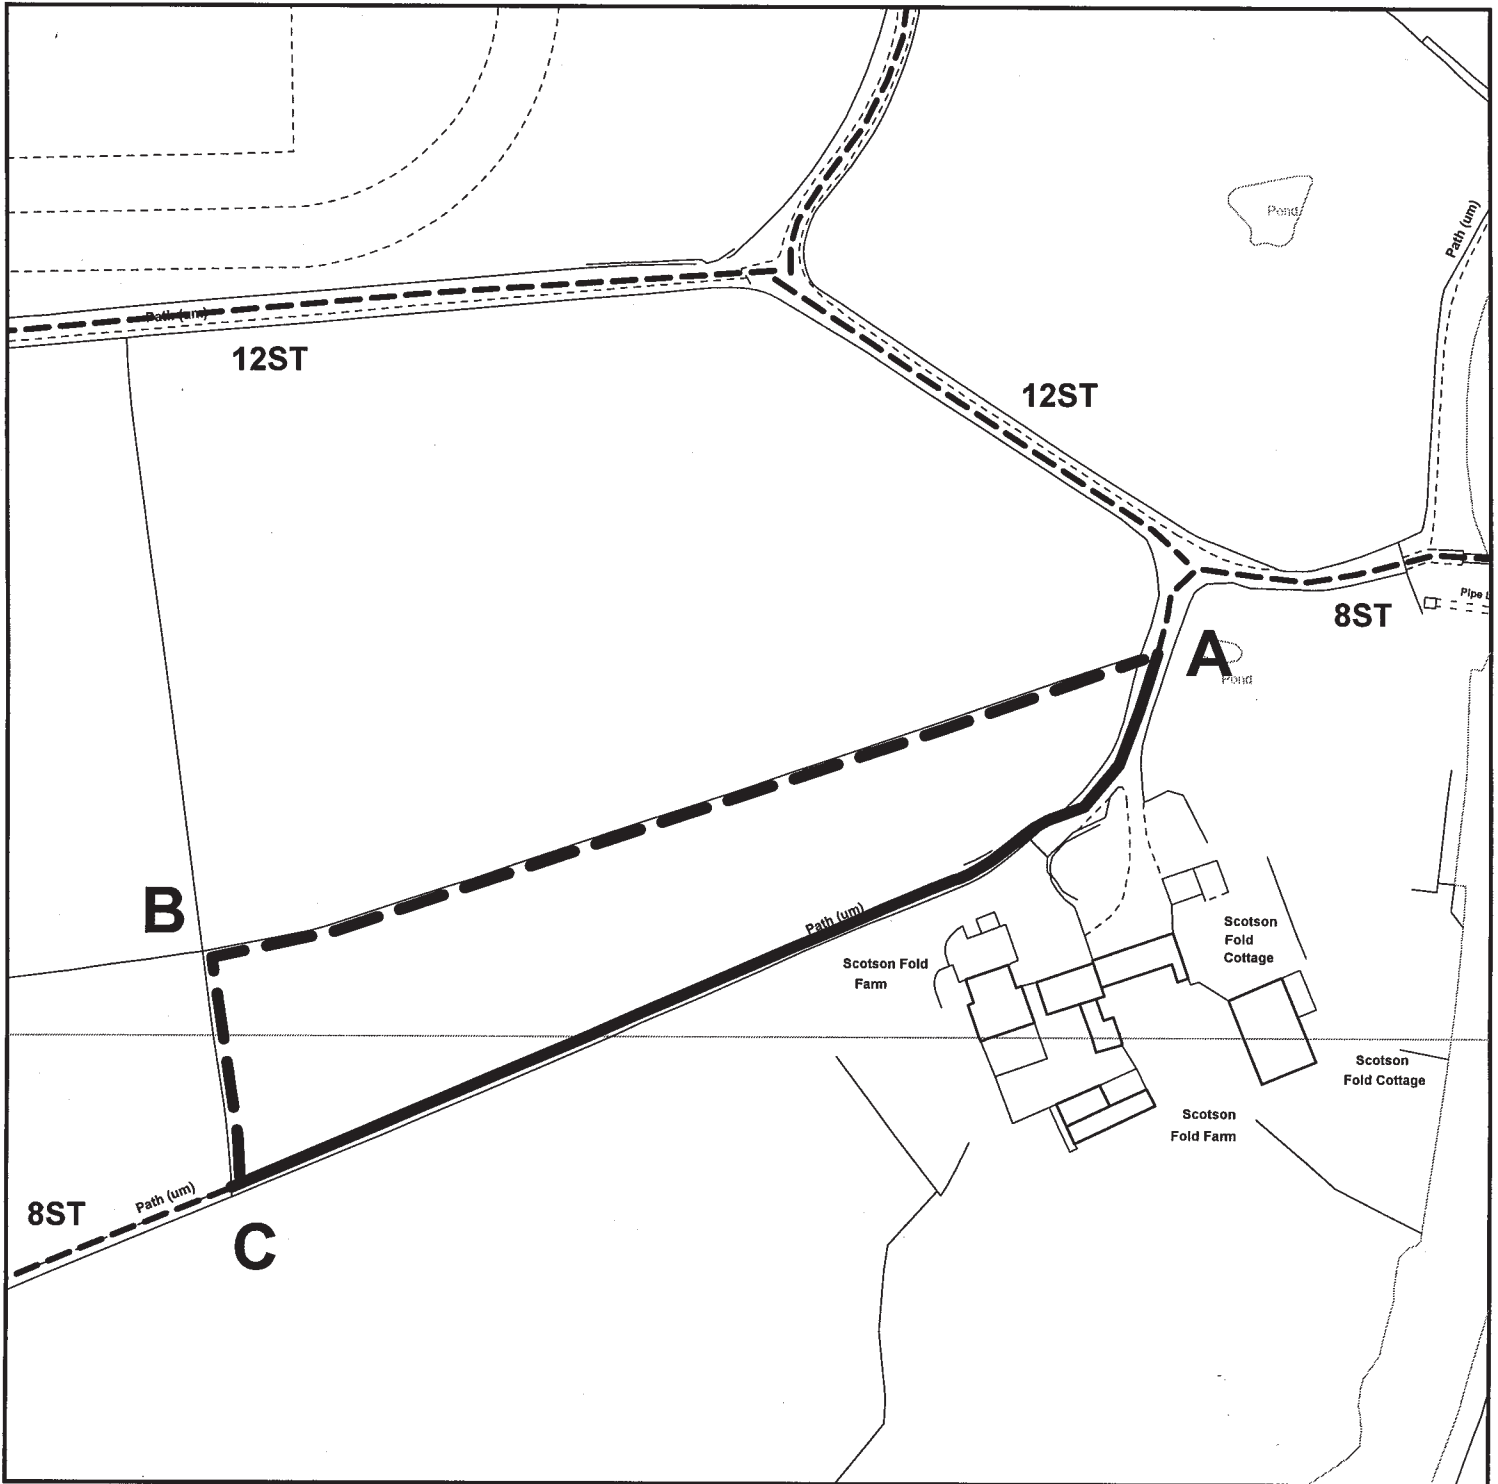 Pond
Path (um)
Path (um)
12ST
12ST
Pipe
8ST
A
Pond
B
Path (um)
Scotson Fold
Farm
Scotson
Fold
Cottage
Scotson
Fold Cottage
Scotson
Fold Farm
Path (um)
8ST
C